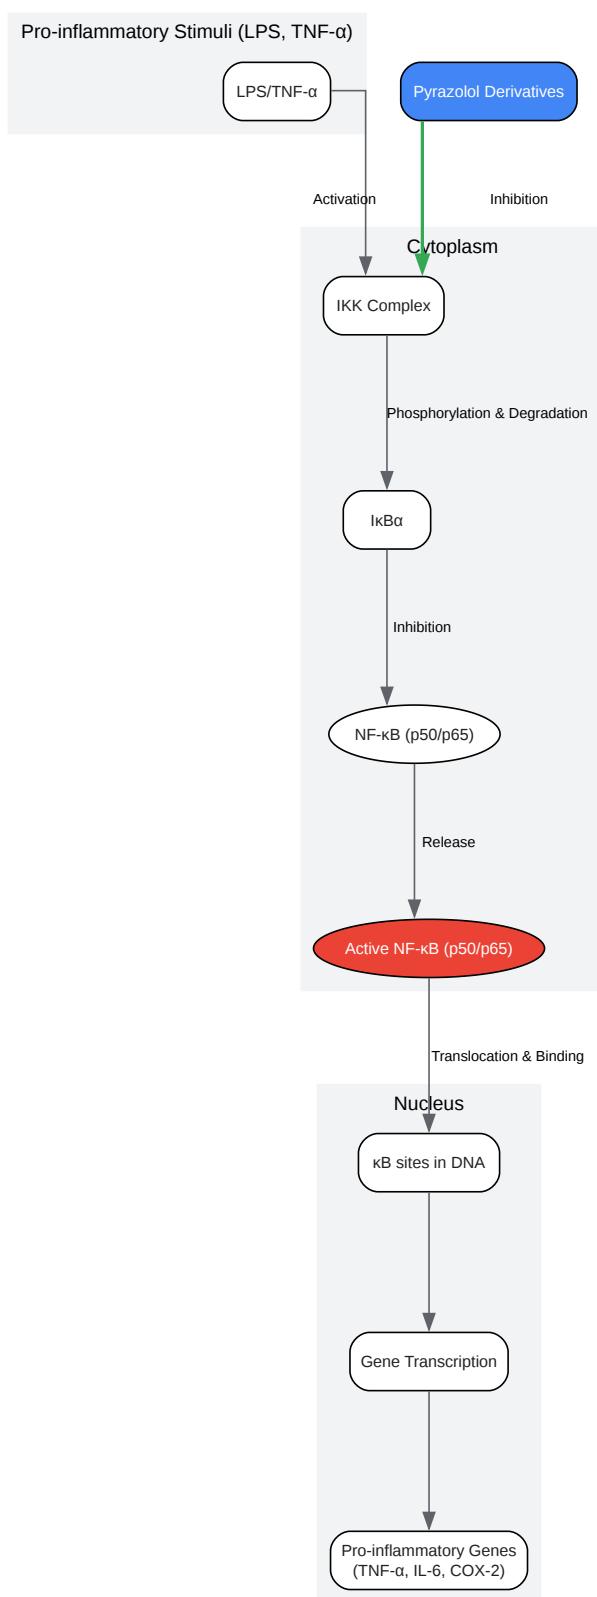 Pro-inflammatory Stimuli (LPS, TNF-α)
LPS/TNF-α
Pyrazolol Derivatives
Activation
Inhibition
Cytoplasm
IKK Complex
Phosphorylation & Degradation
IκBα
Inhibition
NF-κB (p50/p65)
Release
Active NF-κB (p50/p65)
Translocation & Binding
Nucleus
κB sites in DNA
Gene Transcription
Pro-inflammatory Genes
(TNF-α, IL-6, COX-2)